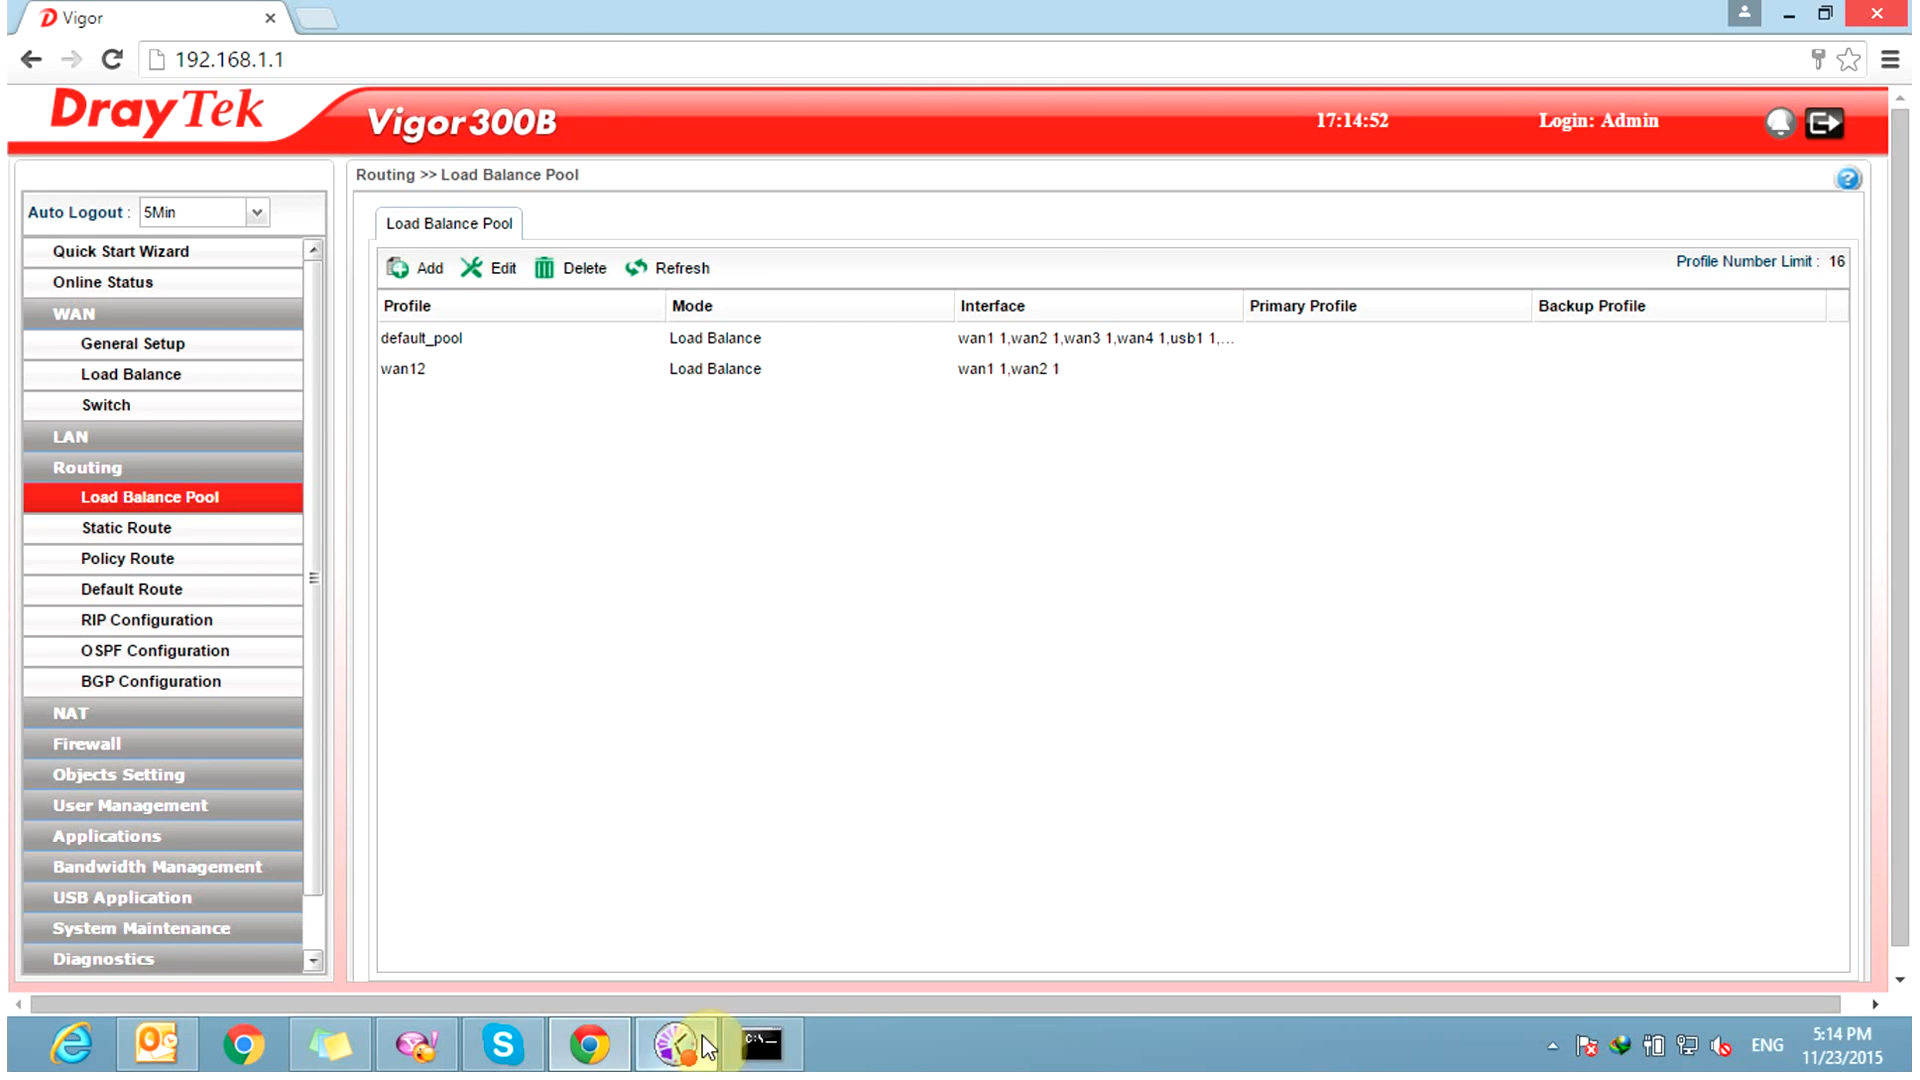 Vigor
192.168.1.1
DrayTek
Vigor300B
17:14:52
Login: Admin
Auto Logout : 5Min
Quick Start Wizard
Online Status
WAN
General Setup
Load Balance
Switch
LAN
Routing
Load Balance Pool
Static Route
Policy Route
Default Route
RIP Configuration
OSPF Configuration
BGP Configuration
NAT
Firewall
Objects Setting
User Management
Applications
Bandwidth Management
USB Application
System Maintenance
Diagnostics
Routing >> Load Balance Pool
Load Balance Pool
Add Edit Delete Refresh
Profile Number Limit : 16
Profile Mode Interface Primary Profile Backup Profile
default_pool Load Balance wan1 1,wan2 1,wan3 1,wan4 1,usb1 1,...
wan12 Load Balance wan1 1,wan2 1
C:\_
ENG
5:14 PM
11/23/2015